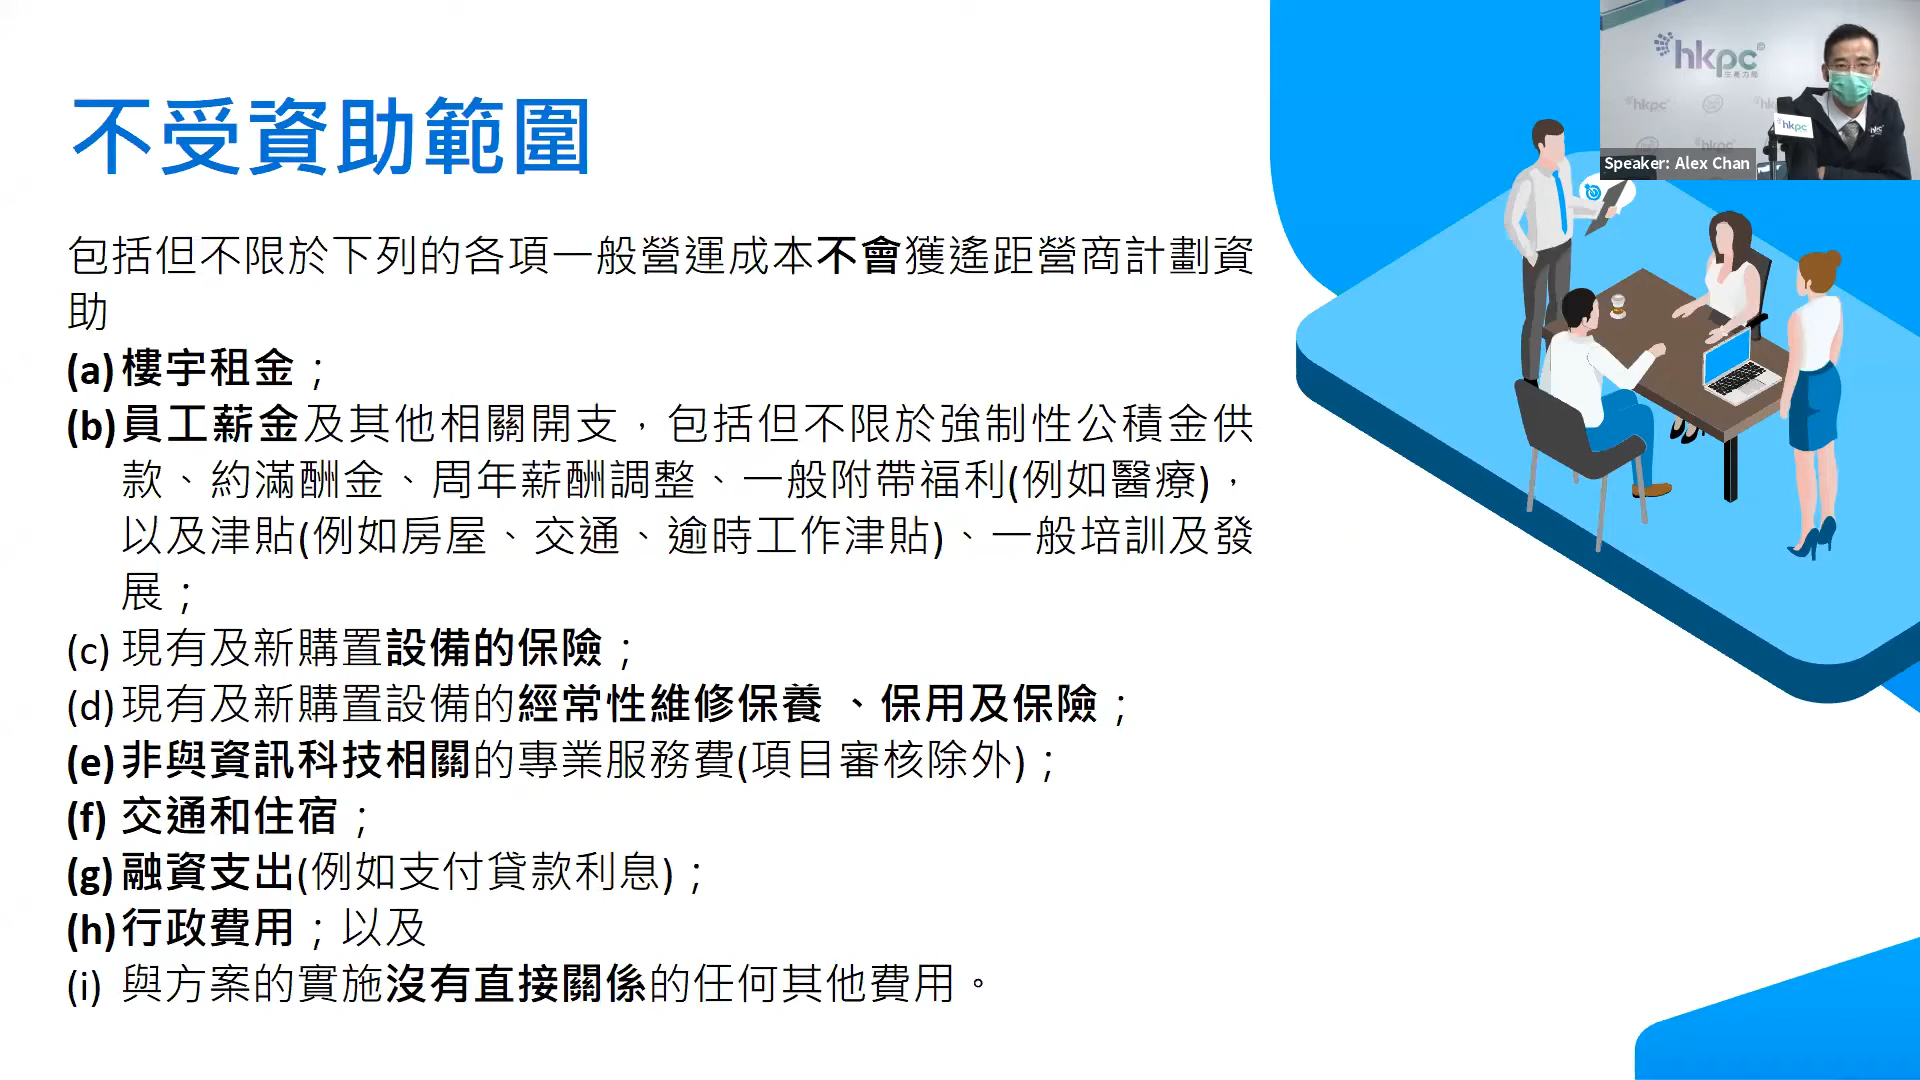 不受資助範圍
包括但不限於下列的各項一般營運成本不會獲遙距營商計劃資
助
(a) 樓宇租金；
(b) 員工薪金及其他相關開支，包括但不限於強制性公積金供
款、約滿酬金、周年薪酬調整、一般附帶福利(例如醫療)，
以及津貼(例如房屋、交通、逾時工作津貼)、一般培訓及發
展；
(c) 現有及新購置設備的保險；
(d) 現有及新購置設備的經常性維修保養 、保用及保險；
(e) 非與資訊科技相關的專業服務費(項目審核除外)；
(f) 交通和住宿；
(g) 融資支出(例如支付貸款利息)；
(h) 行政費用；以及
(i) 與方案的實施沒有直接關係的任何其他費用。
hkpc
生產力局
hkpc
hkpc
hkpc
Speaker: Alex Chan